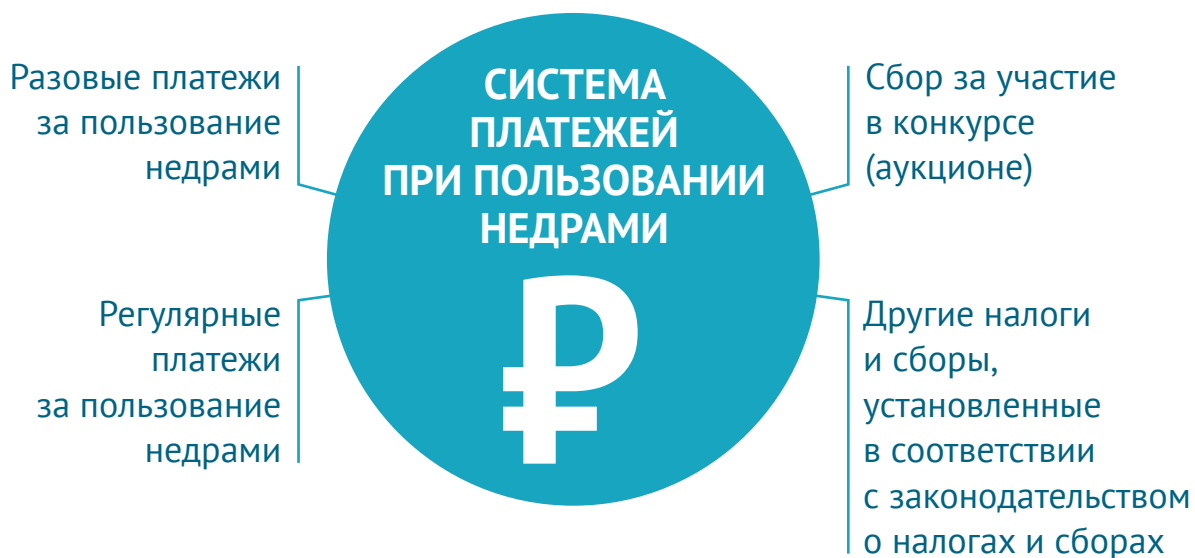 СИСТЕМА
ПЛАТЕЖЕЙ
ПРИ ПОЛЬЗОВАНИИ
НЕДРАМИ
₽
Разовые платежи
за пользование
недрами
Сбор за участие
в конкурсе
(аукционе)
Регулярные
платежи
за пользование
недрами
Другие налоги
и сборы,
установленные
в соответствии
с законодательством
о налогах и сборах